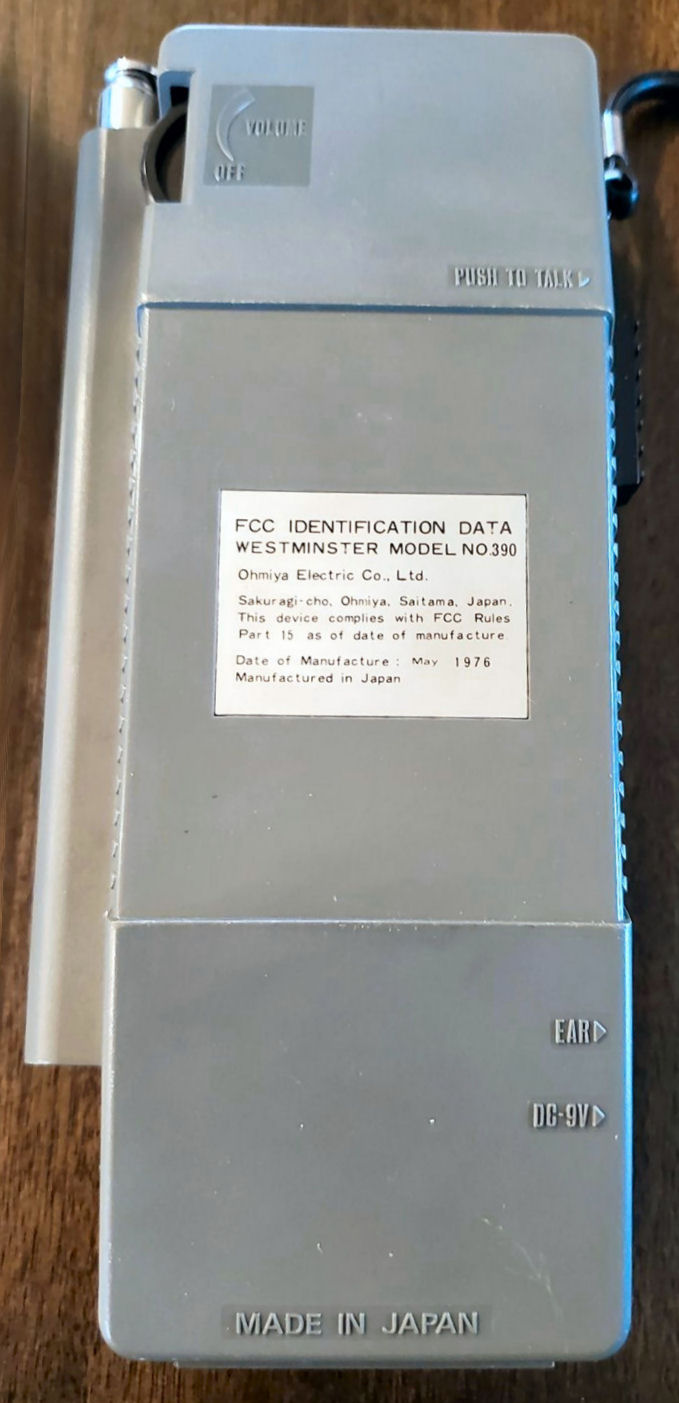 VOLUME
OFF
PUSH TO TALK
FCC IDENTIFICATION DATA
WESTMINSTER MODEL NO.390
Ohmiya Electric Co., Ltd.
Sakuragi-cho, Ohmiya, Saitama, Japan.
This device complies with FCC Rules
Part 15 as of date of manufacture.
Date of Manufacture : May 1976
Manufactured in Japan
EAR
DC-9V
MADE IN JAPAN